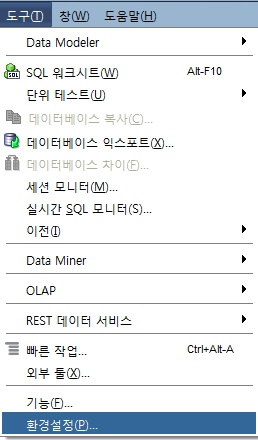 도구(T) 창(W) 도움말(H)
Data Modeler
SQL 워크시트(W) Alt-F10
단위 테스트(U)
데이터베이스 복사(C)...
데이터베이스 익스포트(X)...
데이터베이스 차이(F)...
세션 모니터(M)...
실시간 SQL 모니터(S)...
이전(I)
Data Miner
OLAP
REST 데이터 서비스
빠른 작업... Ctrl+Alt-A
외부 툴(X)...
기능(F)...
환경설정(P)...